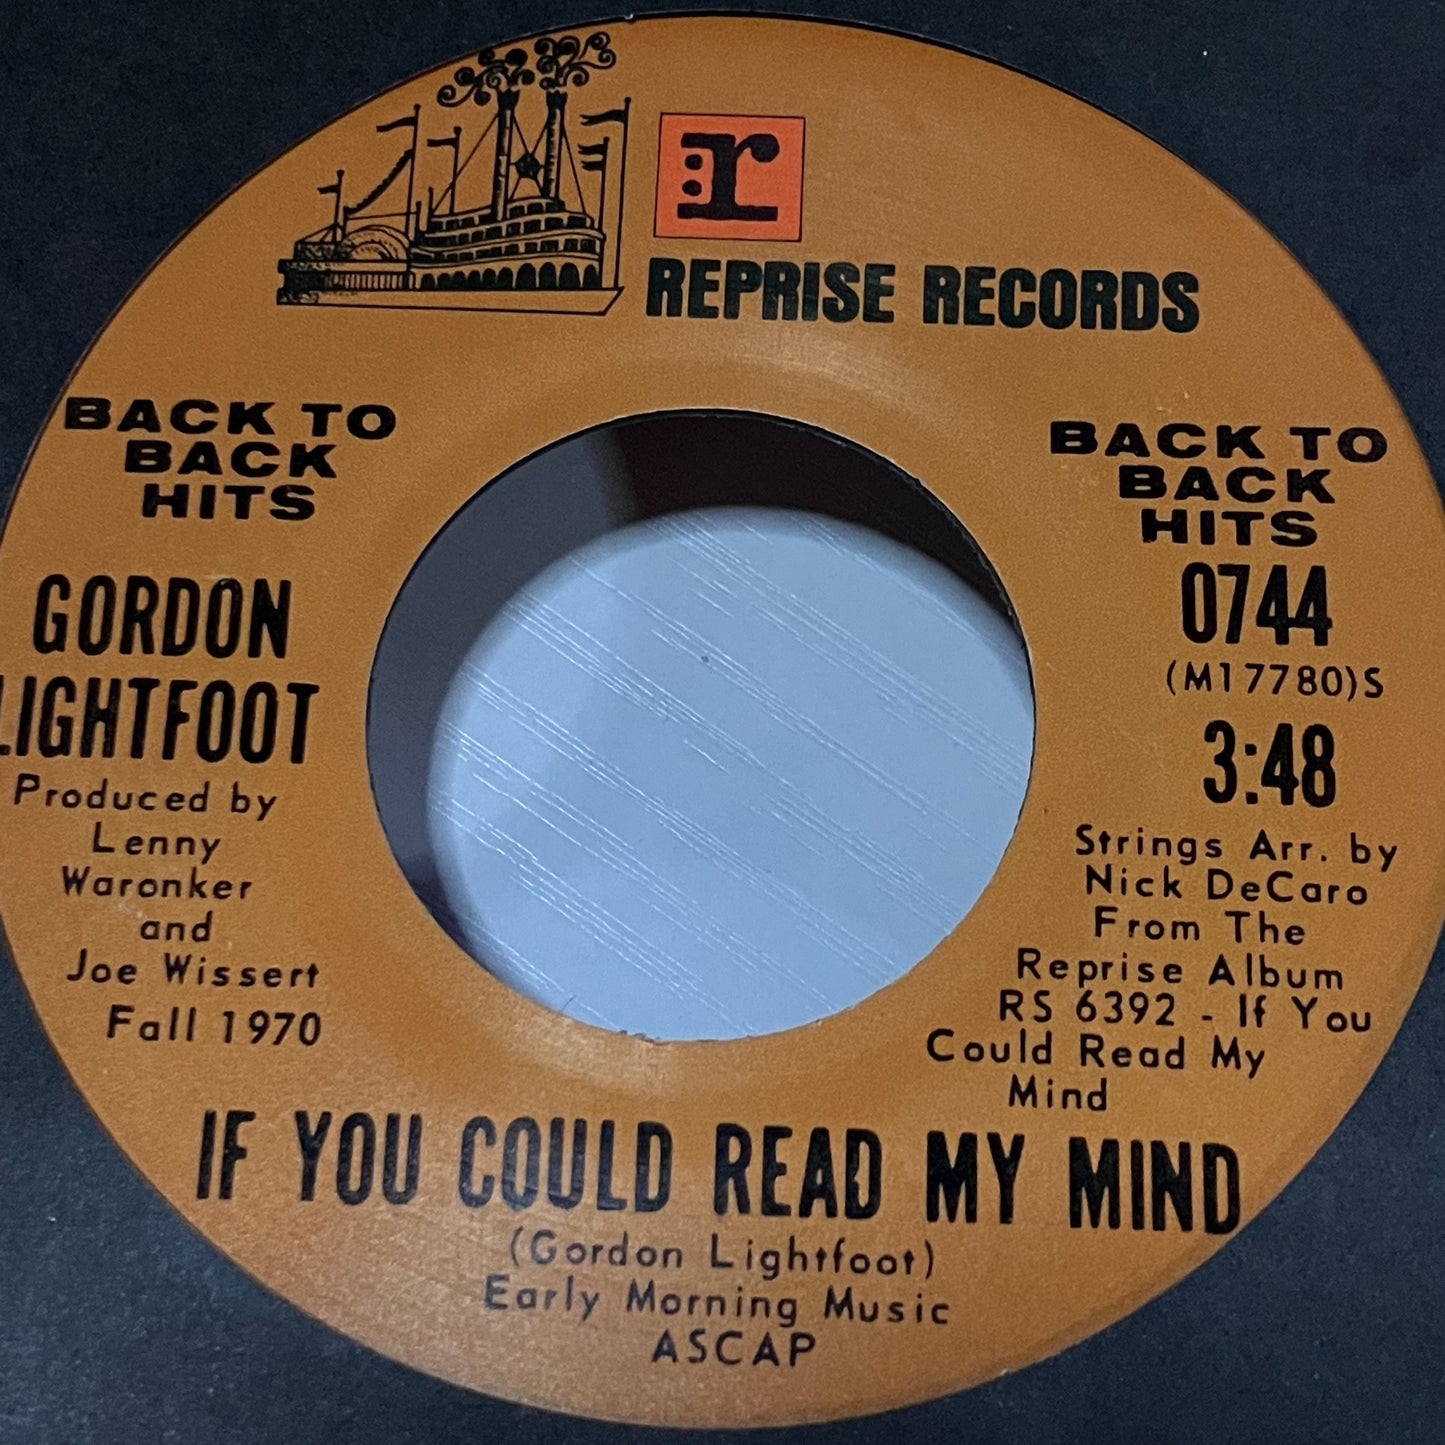 r
REPRISE RECORDS
BACK TO
BACK
HITS
GORDON
LIGHTFOOT
Produced by
Lenny
Waronker
and
Joe Wissert
Fall 1970
BACK TO
BACK
HITS
0744
(M17780)S
3:48
Strings Arr. by
Nick DeCaro
From The
Reprise Album
RS 6392 - If You
Could Read My
Mind
IF YOU COULD READ MY MIND
(Gordon Lightfoot)
Early Morning Music
ASCAP